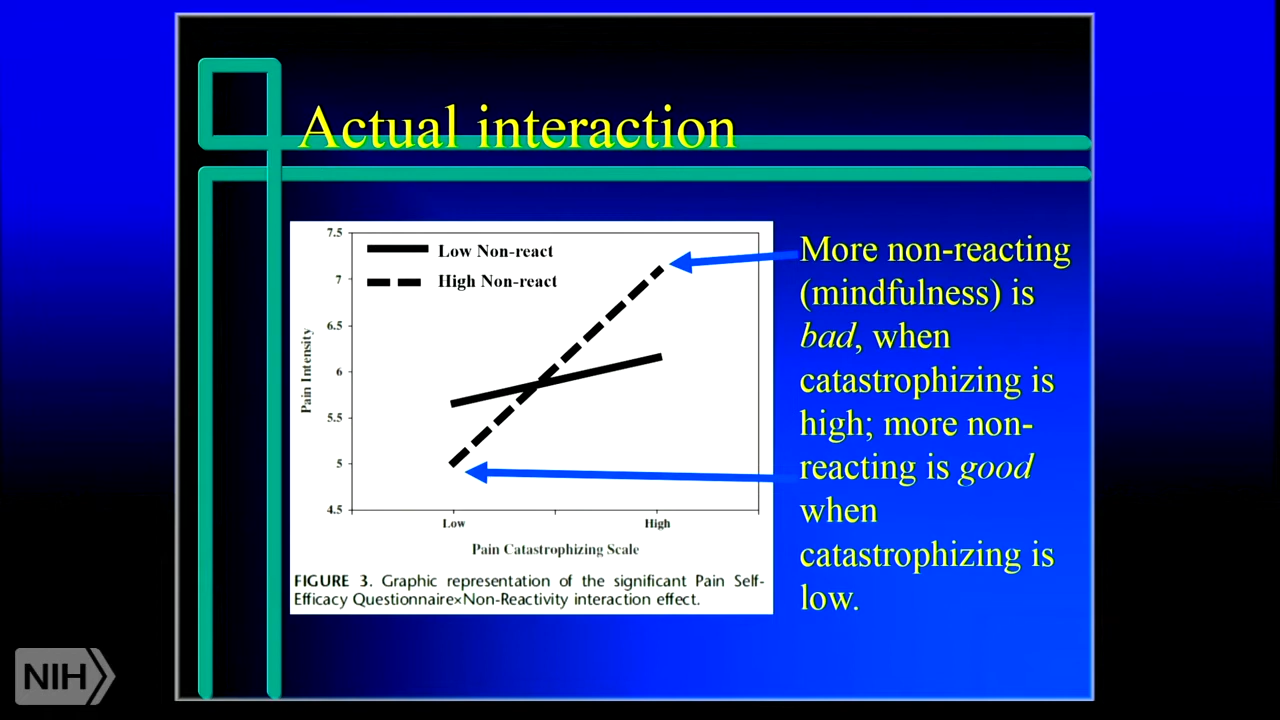 Actual interaction
7.5
7
6.5
6
5.5
5
4.5
Pain Intensity
Low Non-react
High Non-react
Low
High
Pain Catastrophizing Scale
FIGURE 3. Graphic representation of the significant Pain Self-
Efficacy Questionnaire×Non-Reactivity interaction effect.
More non-reacting
(mindfulness) is
bad, when
catastrophizing is
high; more non-
reacting is good
when
catastrophizing is
low.
NIH